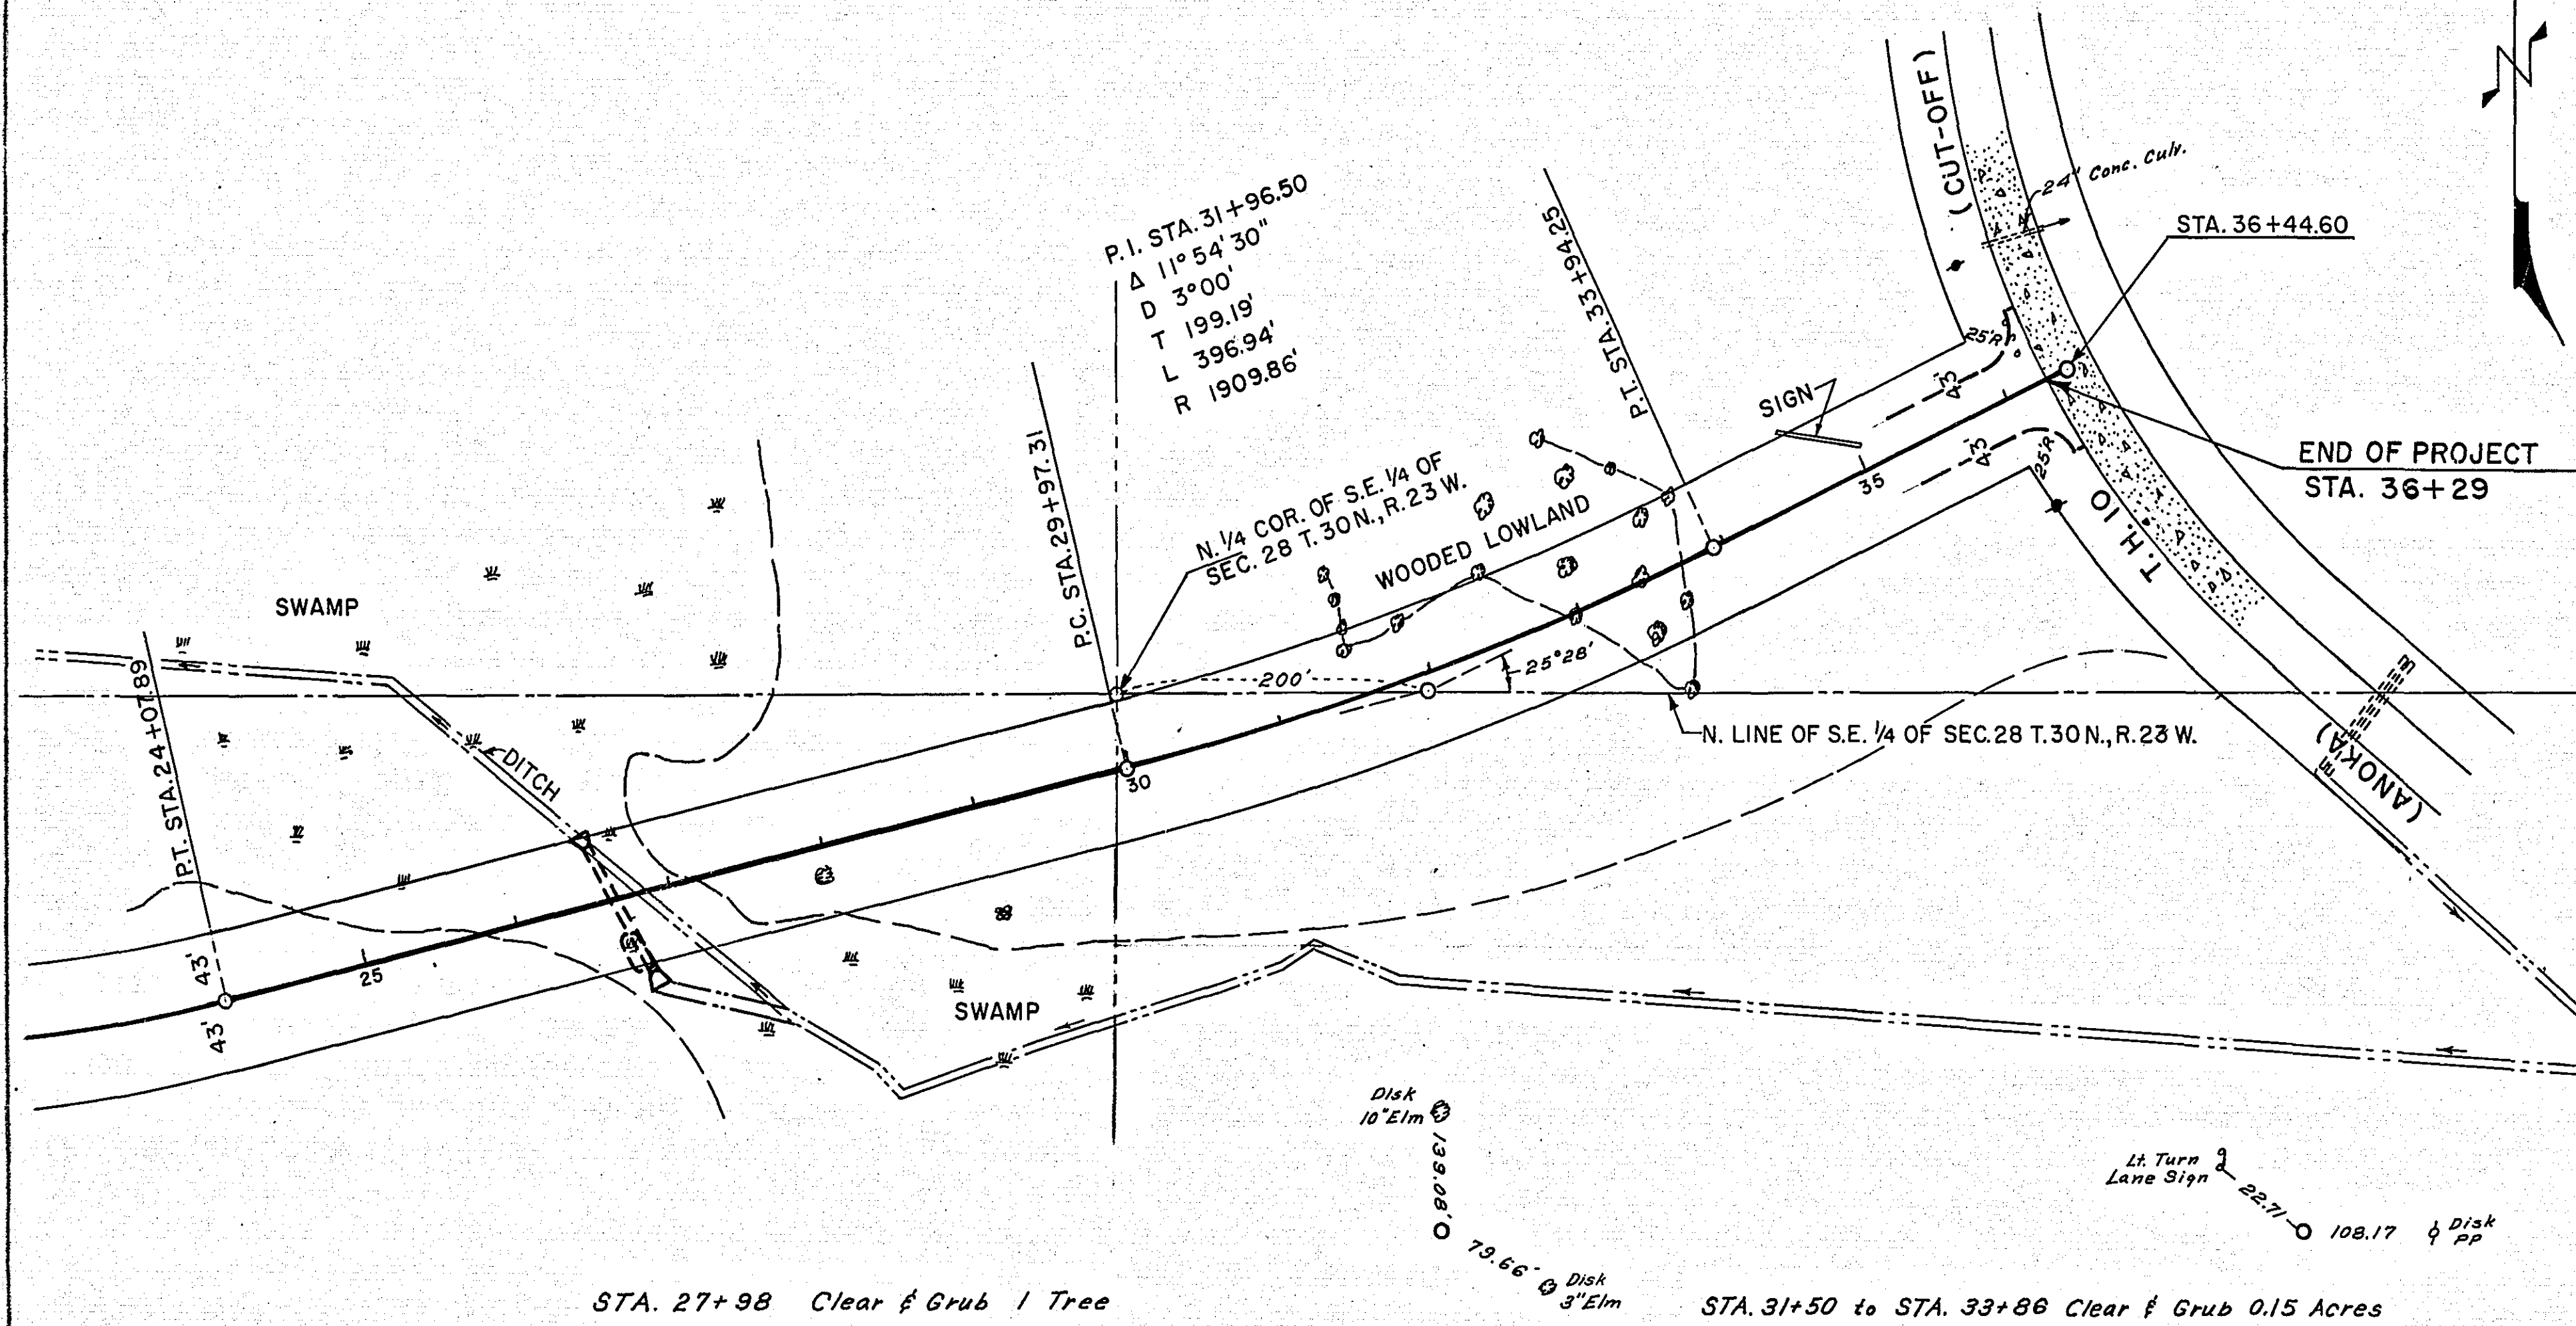 (CUT-OFF)
24" Conc. Culv.
STA. 36+44.60
P.I. STA. 31+96.50
Δ 11°54'30"
D 3°00'
T 199.19'
L 396.94'
R 1909.86'
P.T. STA. 33+94.25
25'R
43'
SIGN
END OF PROJECT
STA. 36+29
35
43'
25'R
T.H. 10
P.C. STA. 29+97.31
N. 1/4 COR. OF S.E. 1/4 OF
SEC. 28 T. 30 N., R. 23 W.
WOODED LOWLAND
SWAMP
P.T. STA. 24+07.89
200'
25°28'
N. LINE OF S.E. 1/4 OF SEC. 28 T. 30 N., R. 23 W.
(ANOKA)
DITCH
30
43'
25
43'
SWAMP
Disk
10" Elm
139.08'
79.66'
Disk
3" Elm
Lt. Turn
Lane Sign
22.71
108.17
Disk
PP
STA. 27+98 Clear & Grub 1 Tree
STA. 31+50 to STA. 33+86 Clear & Grub 0.15 Acres